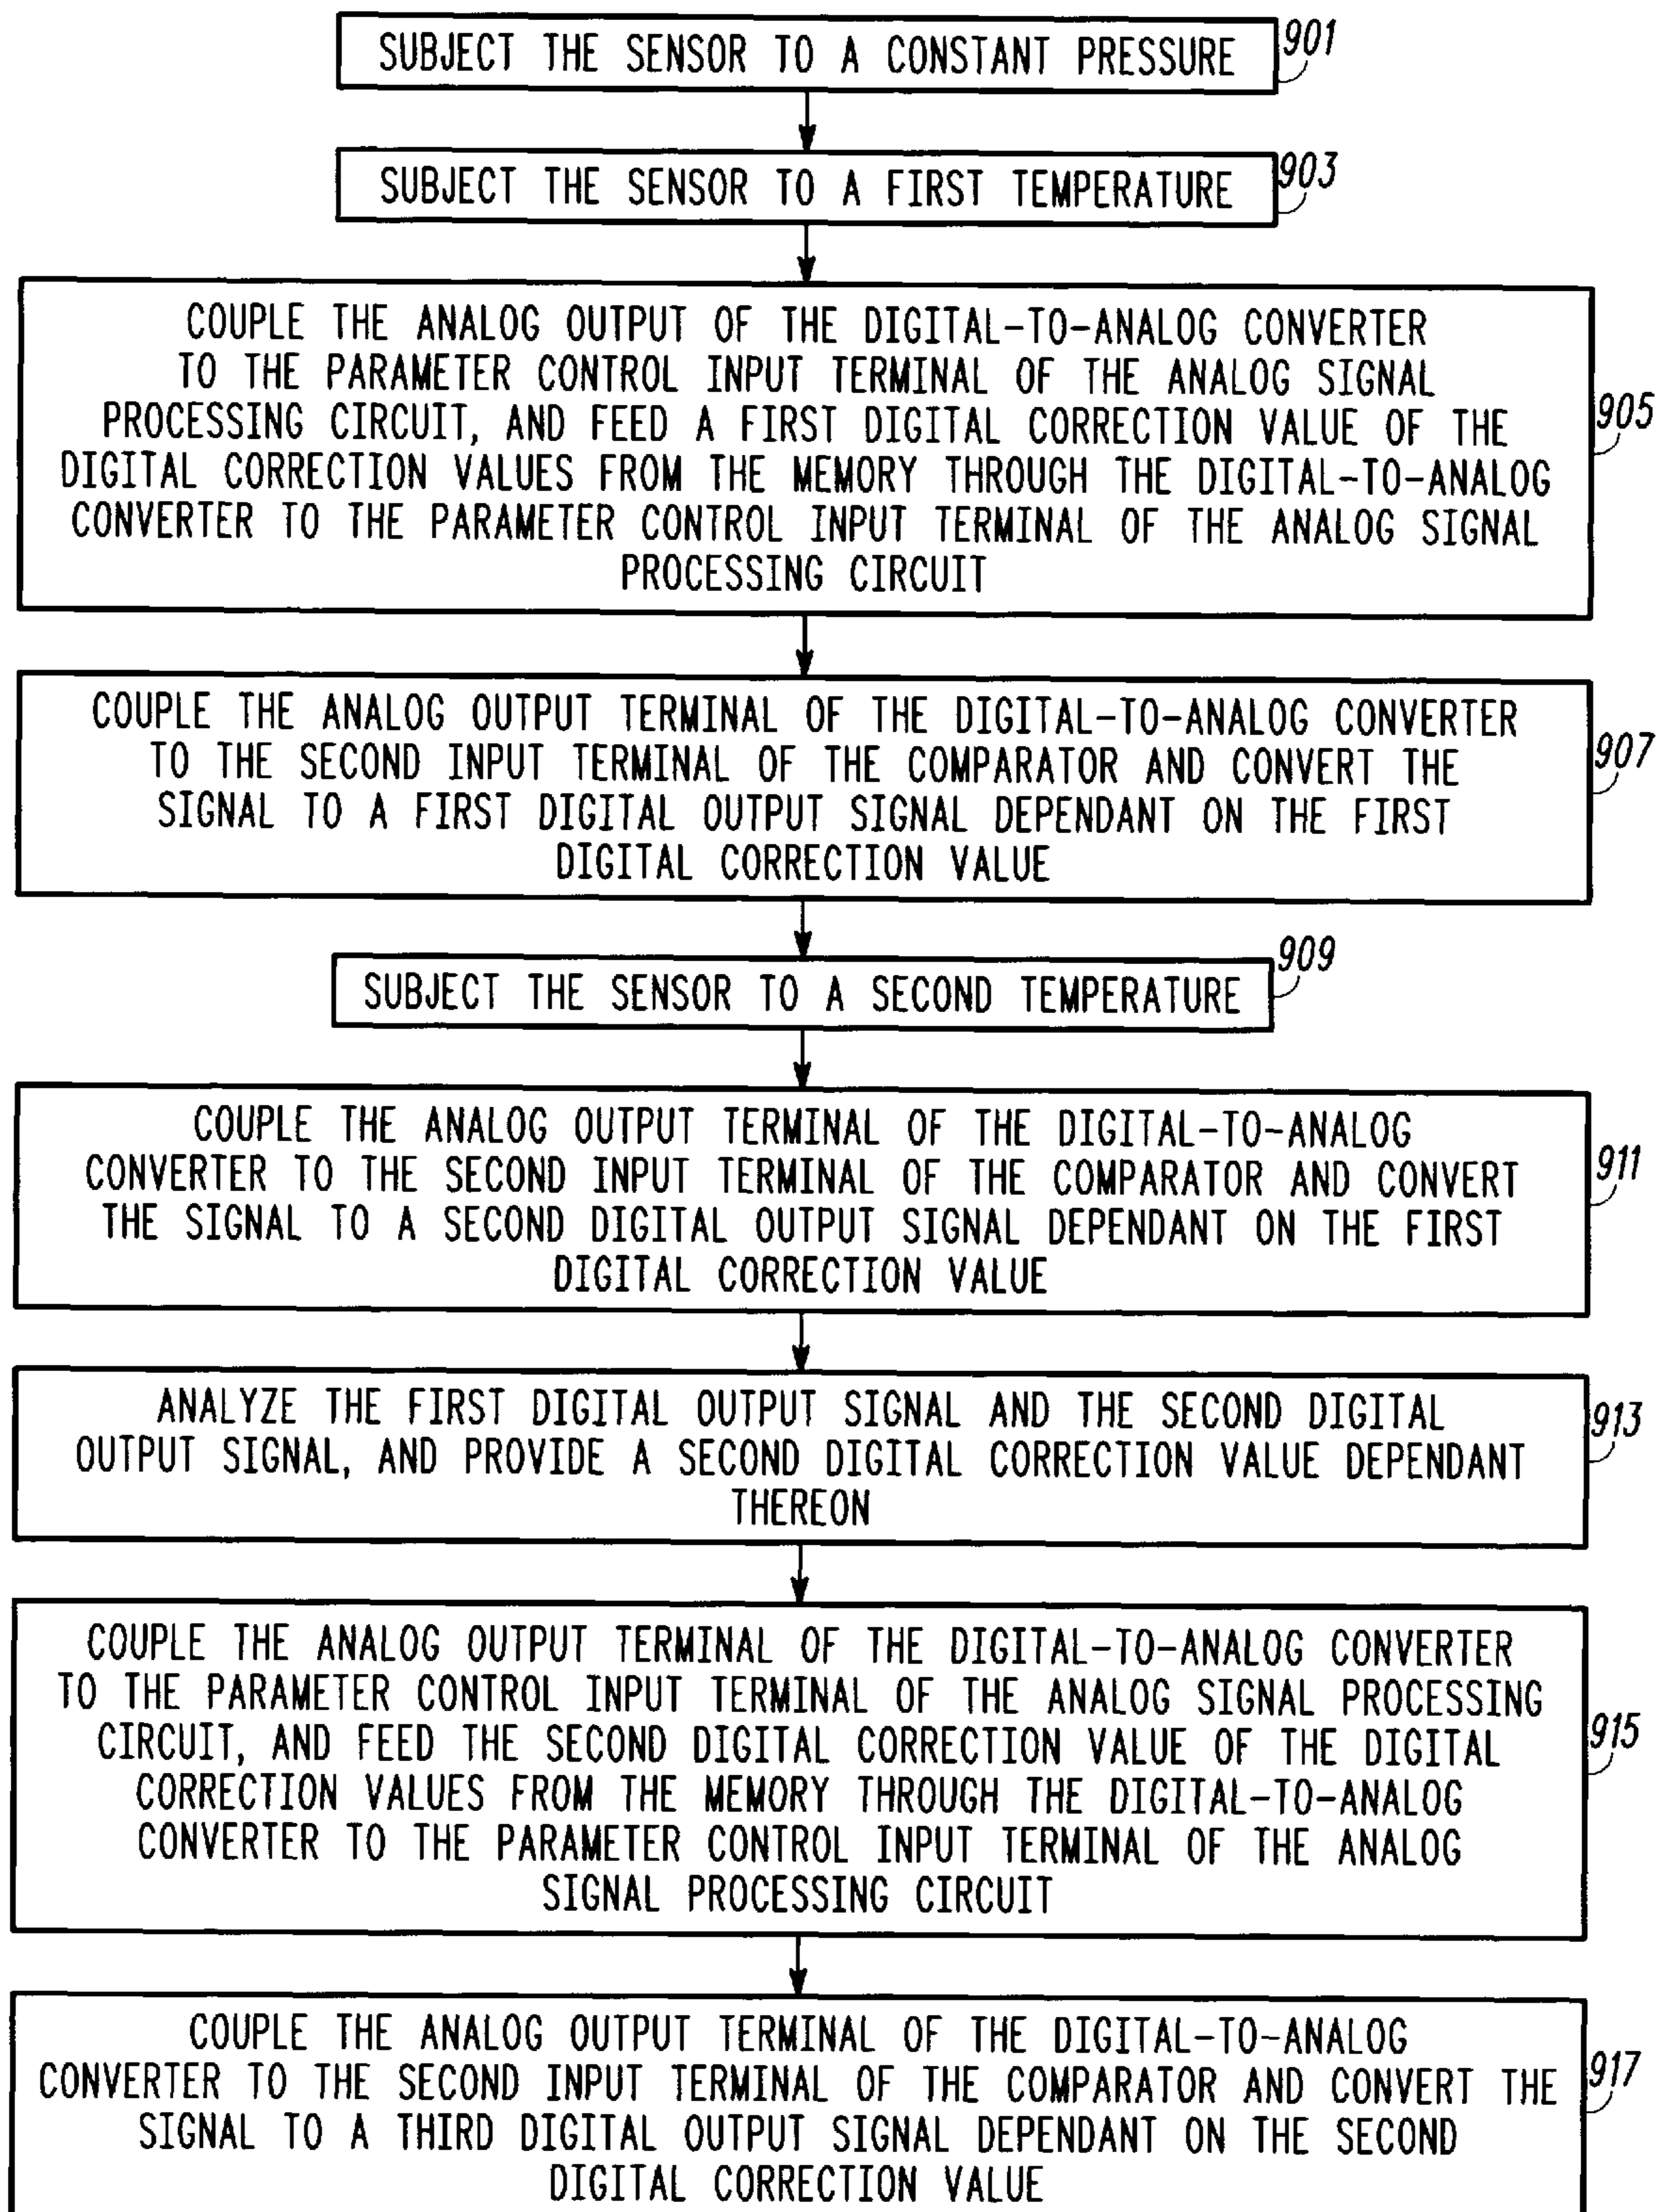 SUBJECT THE SENSOR TO A CONSTANT PRESSURE
901
SUBJECT THE SENSOR TO A FIRST TEMPERATURE
903
COUPLE THE ANALOG OUTPUT OF THE DIGITAL-TO-ANALOG CONVERTER
TO THE PARAMETER CONTROL INPUT TERMINAL OF THE ANALOG SIGNAL
PROCESSING CIRCUIT, AND FEED A FIRST DIGITAL CORRECTION VALUE OF THE
DIGITAL CORRECTION VALUES FROM THE MEMORY THROUGH THE DIGITAL-TO-ANALOG
CONVERTER TO THE PARAMETER CONTROL INPUT TERMINAL OF THE ANALOG SIGNAL
PROCESSING CIRCUIT
905
COUPLE THE ANALOG OUTPUT TERMINAL OF THE DIGITAL-TO-ANALOG CONVERTER
TO THE SECOND INPUT TERMINAL OF THE COMPARATOR AND CONVERT THE
SIGNAL TO A FIRST DIGITAL OUTPUT SIGNAL DEPENDANT ON THE FIRST
DIGITAL CORRECTION VALUE
907
SUBJECT THE SENSOR TO A SECOND TEMPERATURE
909
COUPLE THE ANALOG OUTPUT TERMINAL OF THE DIGITAL-TO-ANALOG
CONVERTER TO THE SECOND INPUT TERMINAL OF THE COMPARATOR AND CONVERT
THE SIGNAL TO A SECOND DIGITAL OUTPUT SIGNAL DEPENDANT ON THE FIRST
DIGITAL CORRECTION VALUE
911
ANALYZE THE FIRST DIGITAL OUTPUT SIGNAL AND THE SECOND DIGITAL
OUTPUT SIGNAL, AND PROVIDE A SECOND DIGITAL CORRECTION VALUE DEPENDANT
THEREON
913
COUPLE THE ANALOG OUTPUT TERMINAL OF THE DIGITAL-TO-ANALOG CONVERTER
TO THE PARAMETER CONTROL INPUT TERMINAL OF THE ANALOG SIGNAL PROCESSING
CIRCUIT, AND FEED THE SECOND DIGITAL CORRECTION VALUE OF THE DIGITAL
CORRECTION VALUES FROM THE MEMORY THROUGH THE DIGITAL-TO-ANALOG
CONVERTER TO THE PARAMETER CONTROL INPUT TERMINAL OF THE ANALOG
SIGNAL PROCESSING CIRCUIT
915
COUPLE THE ANALOG OUTPUT TERMINAL OF THE DIGITAL-TO-ANALOG
CONVERTER TO THE SECOND INPUT TERMINAL OF THE COMPARATOR AND CONVERT THE
SIGNAL TO A THIRD DIGITAL OUTPUT SIGNAL DEPENDANT ON THE SECOND
DIGITAL CORRECTION VALUE
917